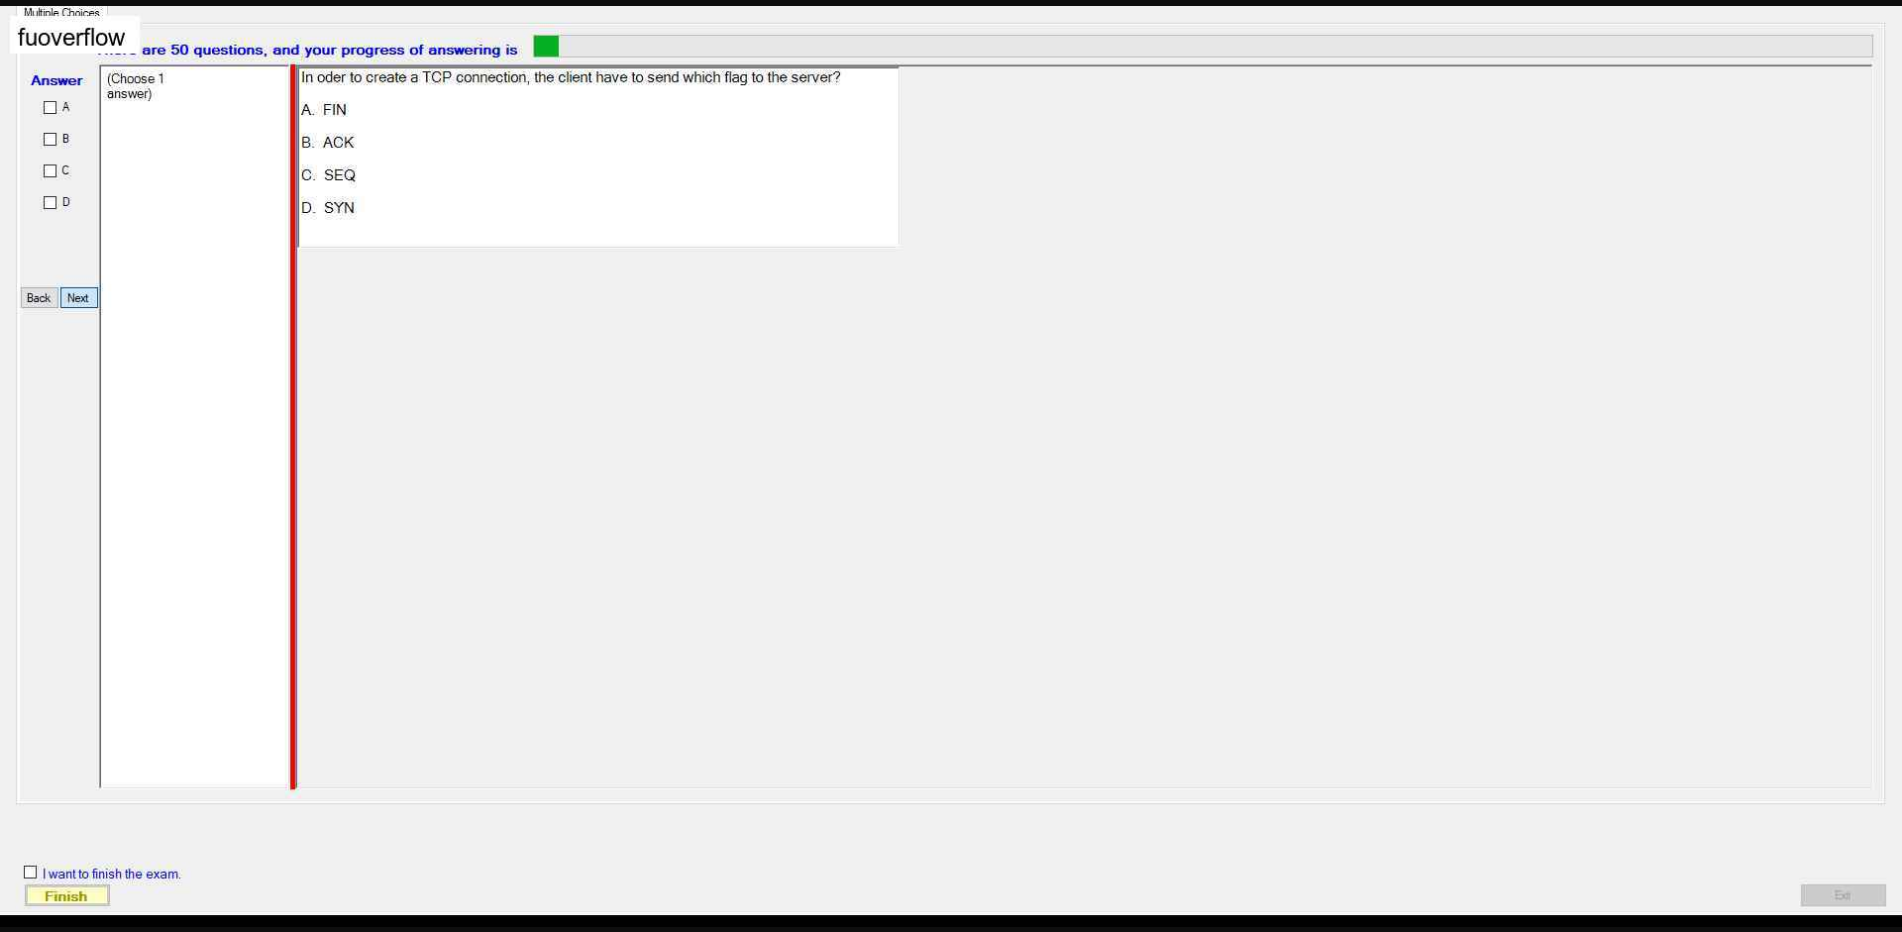 Multiple Choices
fuoverflow
are 50 questions, and your progress of answering is
Answer
(Choose 1
answer)
A
B
C
D
In oder to create a TCP connection, the client have to send which flag to the server?
A. FIN
B. ACK
C. SEQ
D. SYN
Back
Next
I want to finish the exam.
Finish
Exit